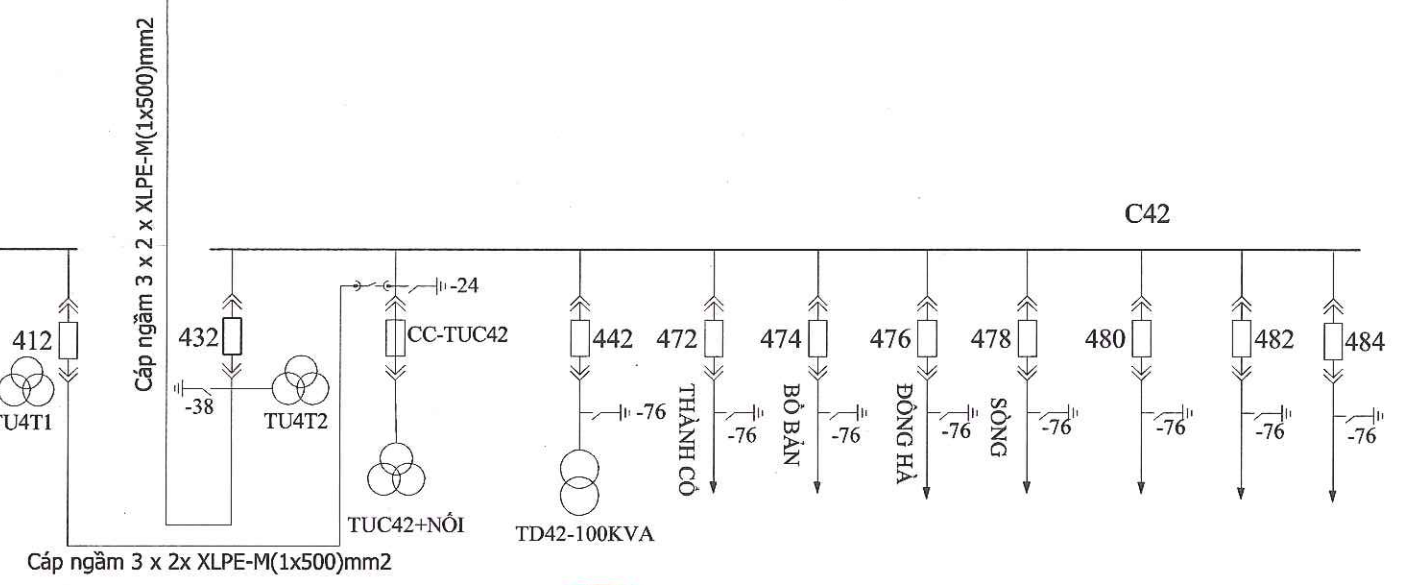 Cáp ngầm 3 x 2 x XLPE-M(1x500)mm2
C42
-24
412
432
CC-TUC42
442
472
474
476
478
480
482
484
TU4T1
-38
TU4T2
-76
THÀNH CỔ
-76
BỒ BẢN
-76
ĐÔNG HÀ
-76
SÒNG
-76
-76
-76
-76
TUC42+NỐI
TD42-100KVA
Cáp ngầm 3 x 2x XLPE-M(1x500)mm2